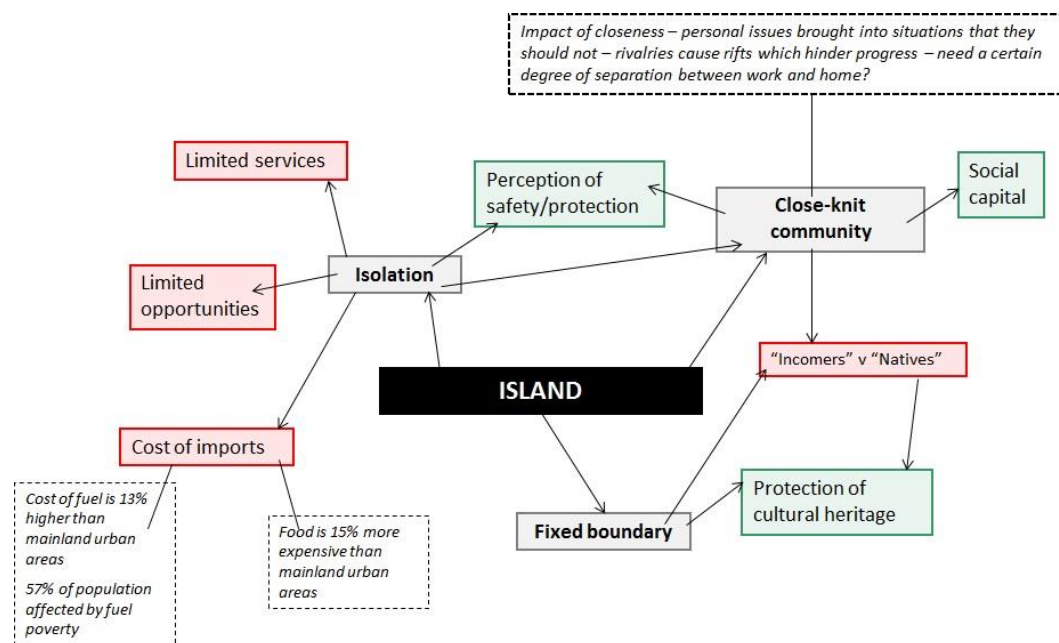 Impact of closeness – personal issues brought into situations that they
should not – rivalries cause rifts which hinder progress – need a certain
degree of separation between work and home?
Limited services
Perception of
safety/protection
Social
capital
Close-knit
community
Isolation
Limited
opportunities
"Incomers" v "Natives"
ISLAND
Cost of imports
Protection of
cultural heritage
Fixed boundary
Cost of fuel is 13%
higher than
mainland urban
areas
57% of population
affected by fuel
poverty
Food is 15% more
expensive than
mainland urban
areas